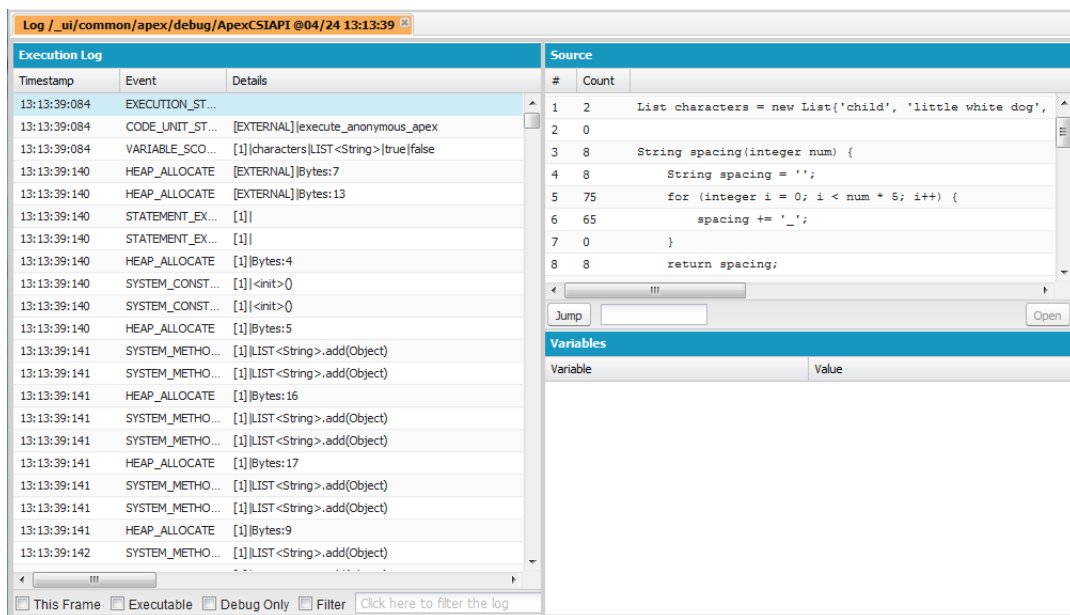 Log /_ui/common/apex/debug/ApexCSIAPI @04/24 13:13:39
Execution Log
Timestamp Event Details
13:13:39:084 EXECUTION_ST...
13:13:39:084 CODE_UNIT_ST... [EXTERNAL]|execute_anonymous_apex
13:13:39:084 VARIABLE_SCO... [1]|characters|LIST<String>|true|false
13:13:39:140 HEAP_ALLOCATE [EXTERNAL]|Bytes:7
13:13:39:140 HEAP_ALLOCATE [EXTERNAL]|Bytes:13
13:13:39:140 STATEMENT_EX... [1]|
13:13:39:140 STATEMENT_EX... [1]|
13:13:39:140 HEAP_ALLOCATE [1]|Bytes:4
13:13:39:140 SYSTEM_CONST... [1]|<init>()
13:13:39:140 SYSTEM_CONST... [1]|<init>()
13:13:39:140 HEAP_ALLOCATE [1]|Bytes:5
13:13:39:141 SYSTEM_METHO... [1]|LIST<String>.add(Object)
13:13:39:141 SYSTEM_METHO... [1]|LIST<String>.add(Object)
13:13:39:141 HEAP_ALLOCATE [1]|Bytes:16
13:13:39:141 SYSTEM_METHO... [1]|LIST<String>.add(Object)
13:13:39:141 SYSTEM_METHO... [1]|LIST<String>.add(Object)
13:13:39:141 HEAP_ALLOCATE [1]|Bytes:17
13:13:39:141 SYSTEM_METHO... [1]|LIST<String>.add(Object)
13:13:39:141 SYSTEM_METHO... [1]|LIST<String>.add(Object)
13:13:39:141 HEAP_ALLOCATE [1]|Bytes:9
13:13:39:142 SYSTEM_METHO... [1]|LIST<String>.add(Object)
This Frame Executable Debug Only Filter Click here to filter the log
Source
# Count
1 2 List characters = new List{'child', 'little white dog',
2 0
3 8 String spacing(integer num) {
4 8 String spacing = '';
5 75 for (integer i = 0; i < num * 5; i++) {
6 65 spacing += '_';
7 0 }
8 8 return spacing;
Jump Open
Variables
Variable Value